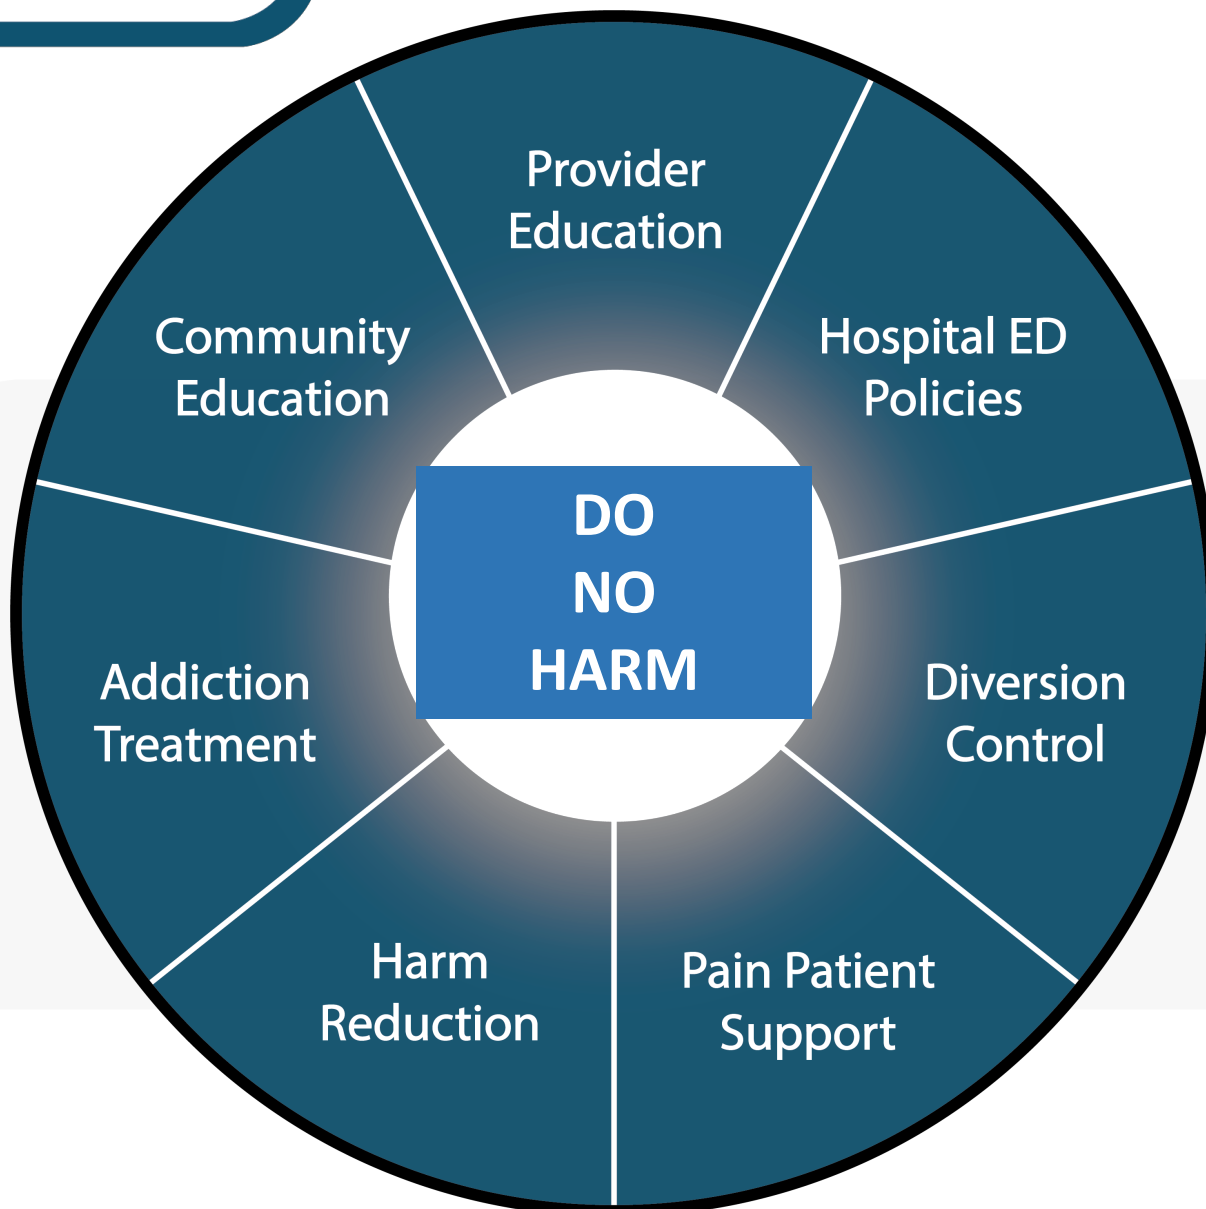 Provider
Education
Hospital ED
Policies
Diversion
Control
Pain Patient
Support
Harm
Reduction
Addiction
Treatment
Community
Education
DO
NO
HARM